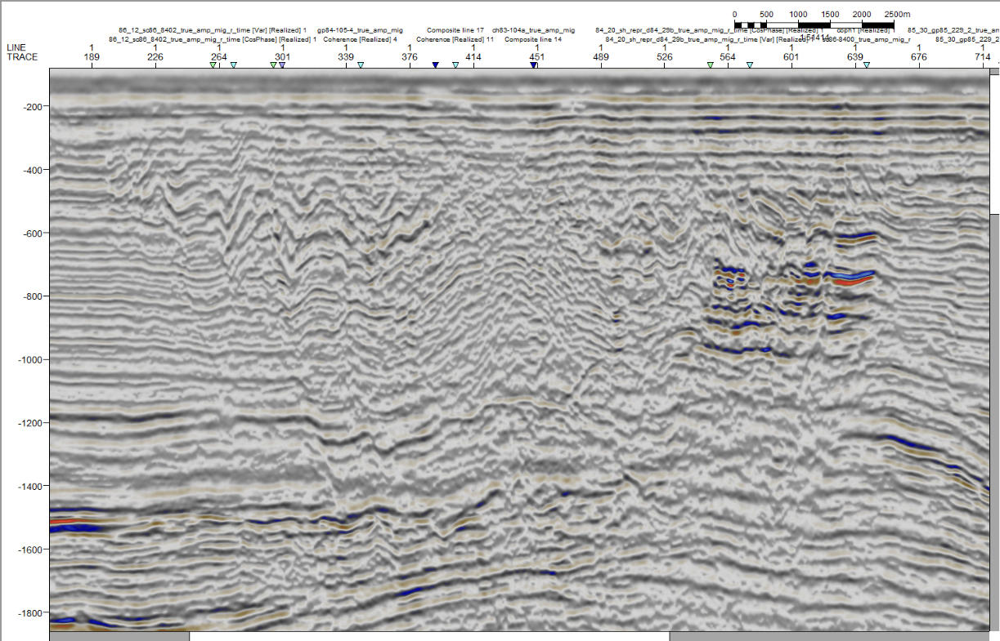 0 500 1000 1500 2000 2500m
86_12_sc86_8402_true_amp_mig_r_time [Var] [Realized] 1 gp84-105-4_true_amp_mig Composite line 17 ch83-104a_true_amp_mig 84_20_sh_repr_d84_29b_true_amp_mig_r_time [CosPhase] [Realized] 1 coph1 [Realized] 1 85_30_gp85_229_2_true_am
86_12_sc86_8402_true_amp_mig_r_time [CosPhase] [Realized] 1 Coherence [Realized] 4 Coherence [Realized] 11 Composite line 14 84_20_sh_repr_d84_29b_true_amp_mig_r_time [Var] [Realized] 1 86-8400_true_amp_mig_r 85_30_gp85_229_2
LINE 1 1 1 1 1 1 1 1 1 1 1 1 1 1 1
TRACE 189 226 264 301 339 376 414 451 489 526 564 601 639 676 714
-200
-400
-600
-800
-1000
-1200
-1400
-1600
-1800